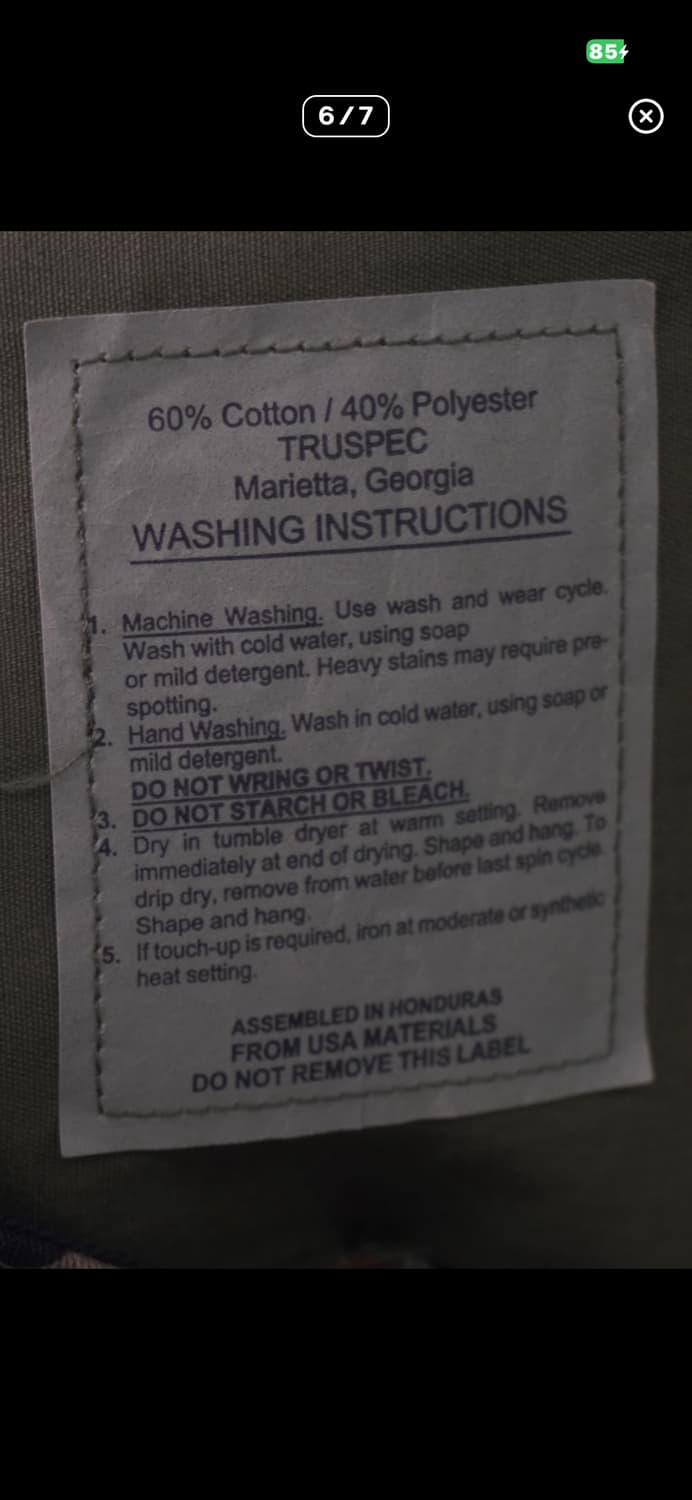 85
6/7
60% Cotton / 40% Polyester
TRUSPEC
Marietta, Georgia
WASHING INSTRUCTIONS
1. Machine Washing. Use wash and wear cycle.
Wash with cold water, using soap
or mild detergent. Heavy stains may require pre-
spotting.
2. Hand Washing. Wash in cold water, using soap or
mild detergent.
DO NOT WRING OR TWIST.
3. DO NOT STARCH OR BLEACH.
4. Dry in tumble dryer at warm setting. Remove
immediately at end of drying. Shape and hang. To
drip dry, remove from water before last spin cycle.
Shape and hang.
5. If touch-up is required, iron at moderate or synthetic
heat setting.
ASSEMBLED IN HONDURAS
FROM USA MATERIALS
DO NOT REMOVE THIS LABEL